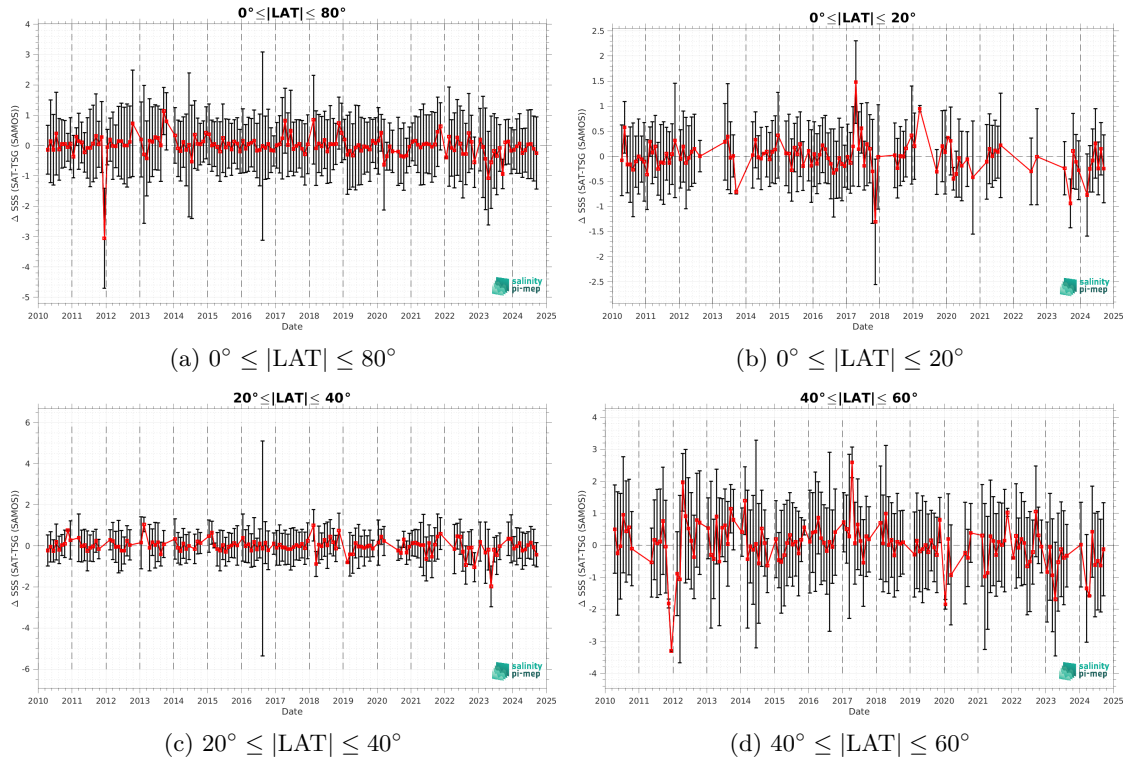 0°≤|LAT|≤ 80°
Δ SSS (SAT-TSG (SAMOS))
4
3
2
1
0
-1
-2
-3
-4
-5
2010 2011 2012 2013 2014 2015 2016 2017 2018 2019 2020 2021 2022 2023 2024 2025
Date
salinity
pi-mep
(a) 0° ≤ |LAT| ≤ 80°
0°≤|LAT|≤ 20°
Δ SSS (SAT-TSG (SAMOS))
2.5
2
1.5
1
0.5
0
-0.5
-1
-1.5
-2
-2.5
2010 2011 2012 2013 2014 2015 2016 2017 2018 2019 2020 2021 2022 2023 2024 2025
Date
salinity
pi-mep
(b) 0° ≤ |LAT| ≤ 20°
20°≤|LAT|≤ 40°
Δ SSS (SAT-TSG (SAMOS))
6
4
2
0
-2
-4
-6
2010 2011 2012 2013 2014 2015 2016 2017 2018 2019 2020 2021 2022 2023 2024 2025
Date
salinity
pi-mep
(c) 20° ≤ |LAT| ≤ 40°
40°≤|LAT|≤ 60°
Δ SSS (SAT-TSG (SAMOS))
4
3
2
1
0
-1
-2
-3
-4
2010 2011 2012 2013 2014 2015 2016 2017 2018 2019 2020 2021 2022 2023 2024 2025
Date
salinity
pi-mep
(d) 40° ≤ |LAT| ≤ 60°